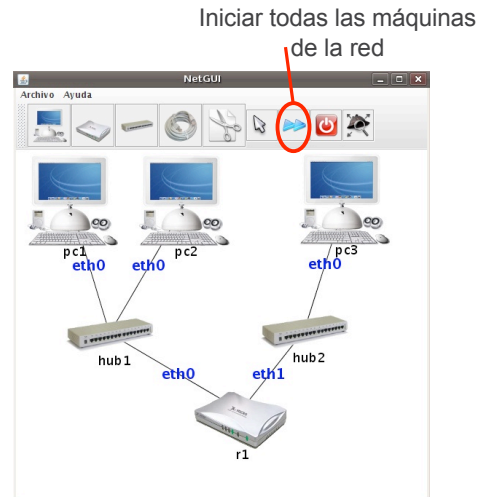 Iniciar todas las máquinas
de la red
NetGUI
Archivo Ayuda
pc1
pc2
pc3
eth0
eth0
eth0
hub1
hub2
eth0
eth1
r1